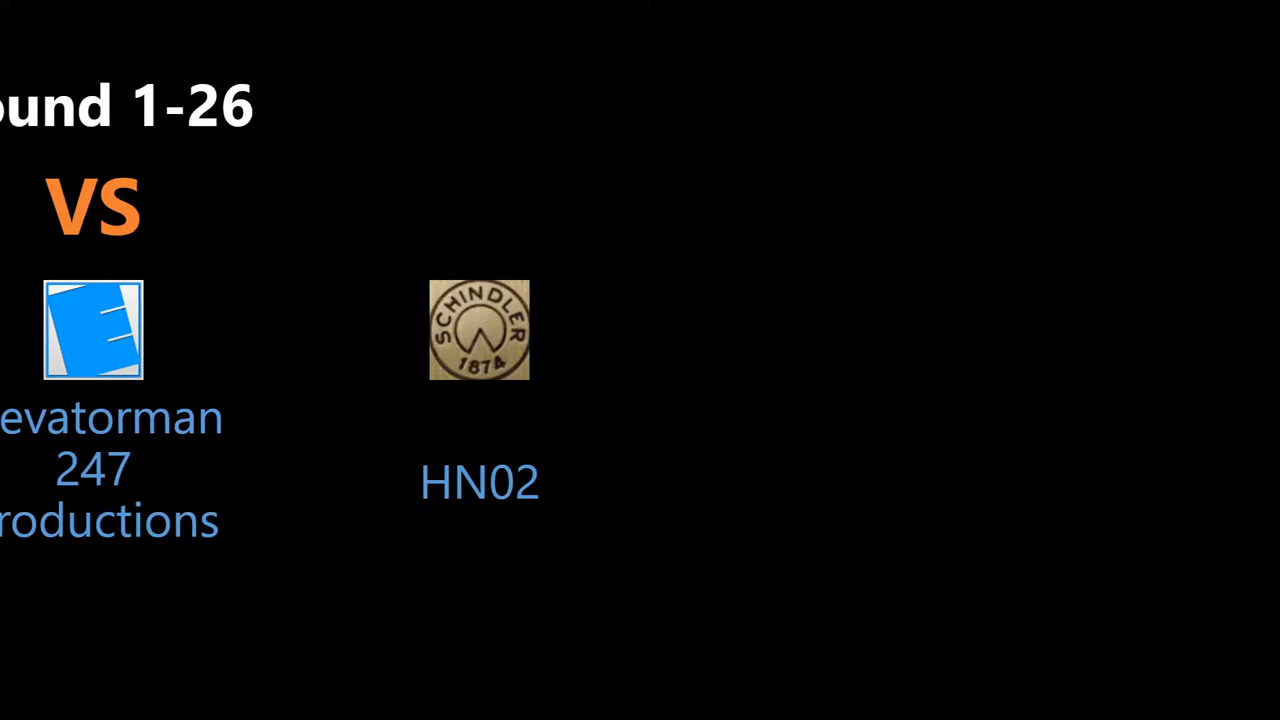 ound 1-26
VS
E
SCHINDLER
1874
evatorman
247
roductions
HN02